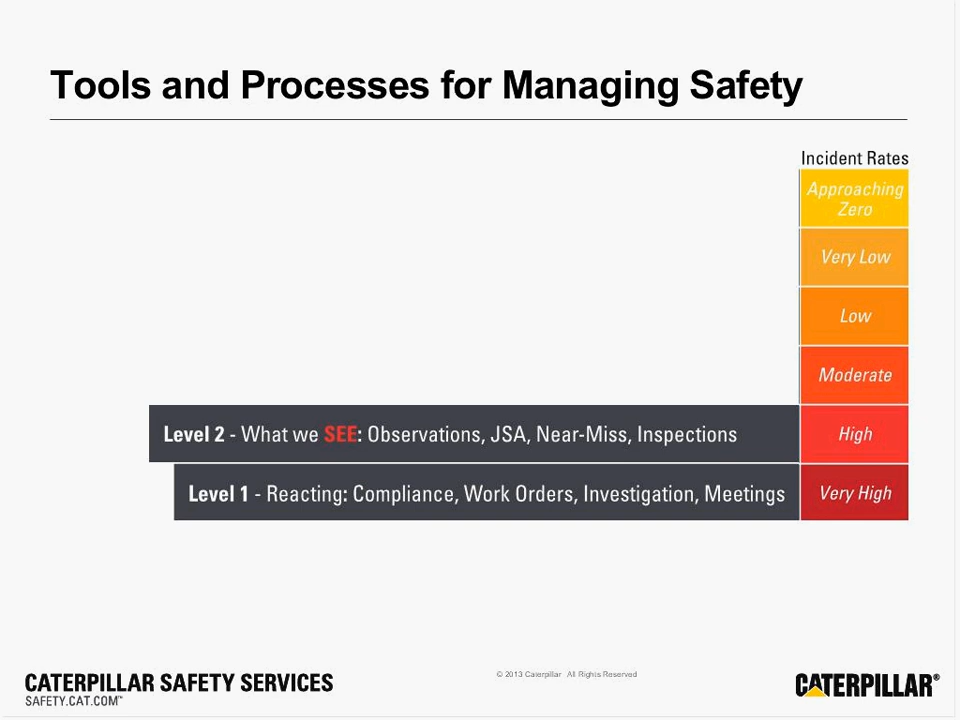 Tools and Processes for Managing Safety
Incident Rates
Approaching
Zero
Very Low
Low
Moderate
Level 2 - What we SEE: Observations, JSA, Near-Miss, Inspections
High
Level 1 - Reacting: Compliance, Work Orders, Investigation, Meetings
Very High
© 2013 Caterpillar All Rights Reserved
CATERPILLAR SAFETY SERVICES
SAFETY.CAT.COM™
CATERPILLAR®